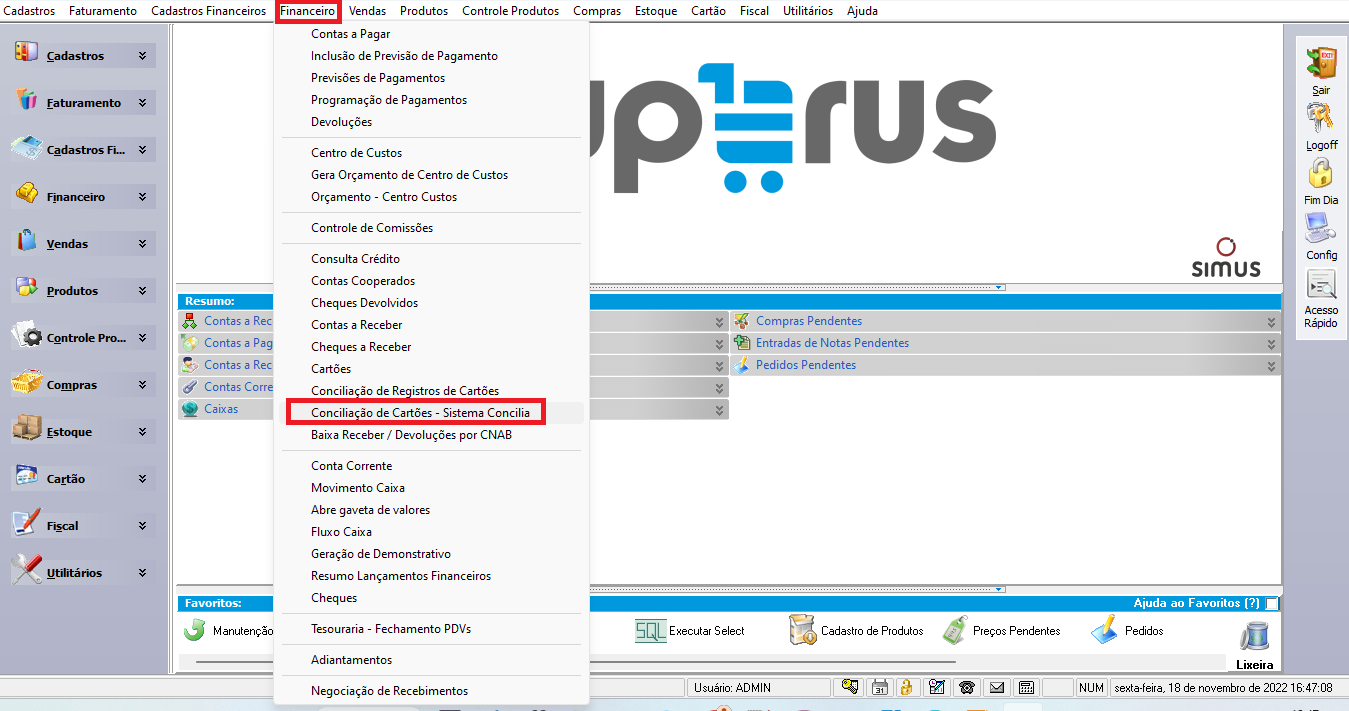 Cadastros Faturamento Cadastros Financeiros Financeiro Vendas Produtos Controle Produtos Compras Estoque Cartão Fiscal Utilitários Ajuda
Cadastros
Faturamento
Cadastros Fi...
Financeiro
Vendas
Produtos
Controle Pro...
Compras
Estoque
Cartão
Fiscal
Utilitários
Contas a Pagar
Inclusão de Previsão de Pagamento
Previsões de Pagamentos
Programação de Pagamentos
Devoluções
Centro de Custos
Gera Orçamento de Centro de Custos
Orçamento - Centro Custos
Controle de Comissões
Consulta Crédito
Contas Cooperados
Cheques Devolvidos
Contas a Receber
Cheques a Receber
Cartões
Conciliação de Registros de Cartões
Conciliação de Cartões - Sistema Concilia
Baixa Receber / Devoluções por CNAB
Conta Corrente
Movimento Caixa
Abre gaveta de valores
Fluxo Caixa
Geração de Demonstrativo
Resumo Lançamentos Financeiros
Cheques
Tesouraria - Fechamento PDVs
Adiantamentos
Negociação de Recebimentos
uperus
SIMUS
Resumo:
Contas a Rec
Contas a Pag
Contas a Rec
Contas Corre
Caixas
Compras Pendentes
Entradas de Notas Pendentes
Pedidos Pendentes
EXIT
Sair
Logoff
Fim Dia
Config
Acesso
Rápido
Favoritos:
Ajuda ao Favoritos (?)
Manutenção
SQL Executar Select
Cadastro de Produtos
Preços Pendentes
Pedidos
Lixeira
Usuário: ADMIN
31
NUM
sexta-feira, 18 de novembro de 2022 16:47:08